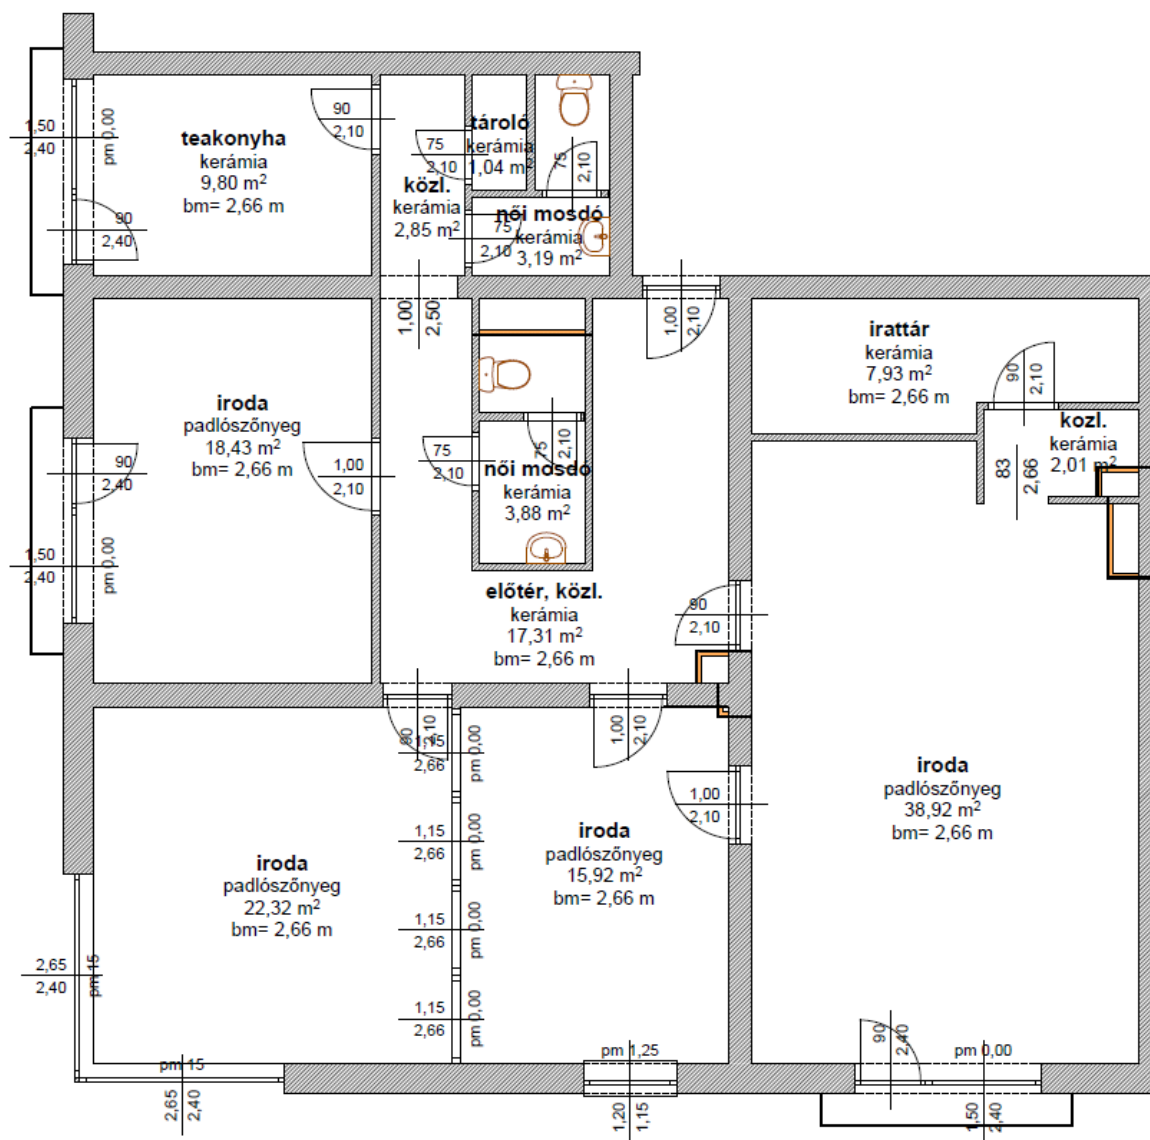 1,50
2,40
pm 0,00
teakonyha
kerámia
9,80 m²
bm= 2,66 m
90
2,10
90
2,40
75
2,10
közl.
kerámia
2,85 m²
tároló
kerámia
1,04 m²
75
2,10
női mosdó
kerámia
3,19 m²
75
2,10
1,00
2,50
1,00
2,10
irattár
kerámia
7,93 m²
bm= 2,66 m
90
2,10
közl.
kerámia
2,01 m²
83
2,66
iroda
padlószőnyeg
18,43 m²
bm= 2,66 m
90
2,40
1,50
2,40
pm 0,00
1,00
2,10
75
2,10
75
2,10
női mosdó
kerámia
3,88 m²
előtér, közl.
kerámia
17,31 m²
bm= 2,66 m
90
2,10
90
2,10
1,00
2,10
1,15
2,66
pm 0,00
1,15
2,66
pm 0,00
1,15
2,66
pm 0,00
1,15
2,66
pm 0,00
1,00
2,10
iroda
padlószőnyeg
38,92 m²
bm= 2,66 m
iroda
padlószőnyeg
15,92 m²
bm= 2,66 m
iroda
padlószőnyeg
22,32 m²
bm= 2,66 m
2,65
2,40
pm 15
pm 15
2,65
2,40
pm 1,25
1,20
1,15
90
2,40
pm 0,00
1,50
2,40